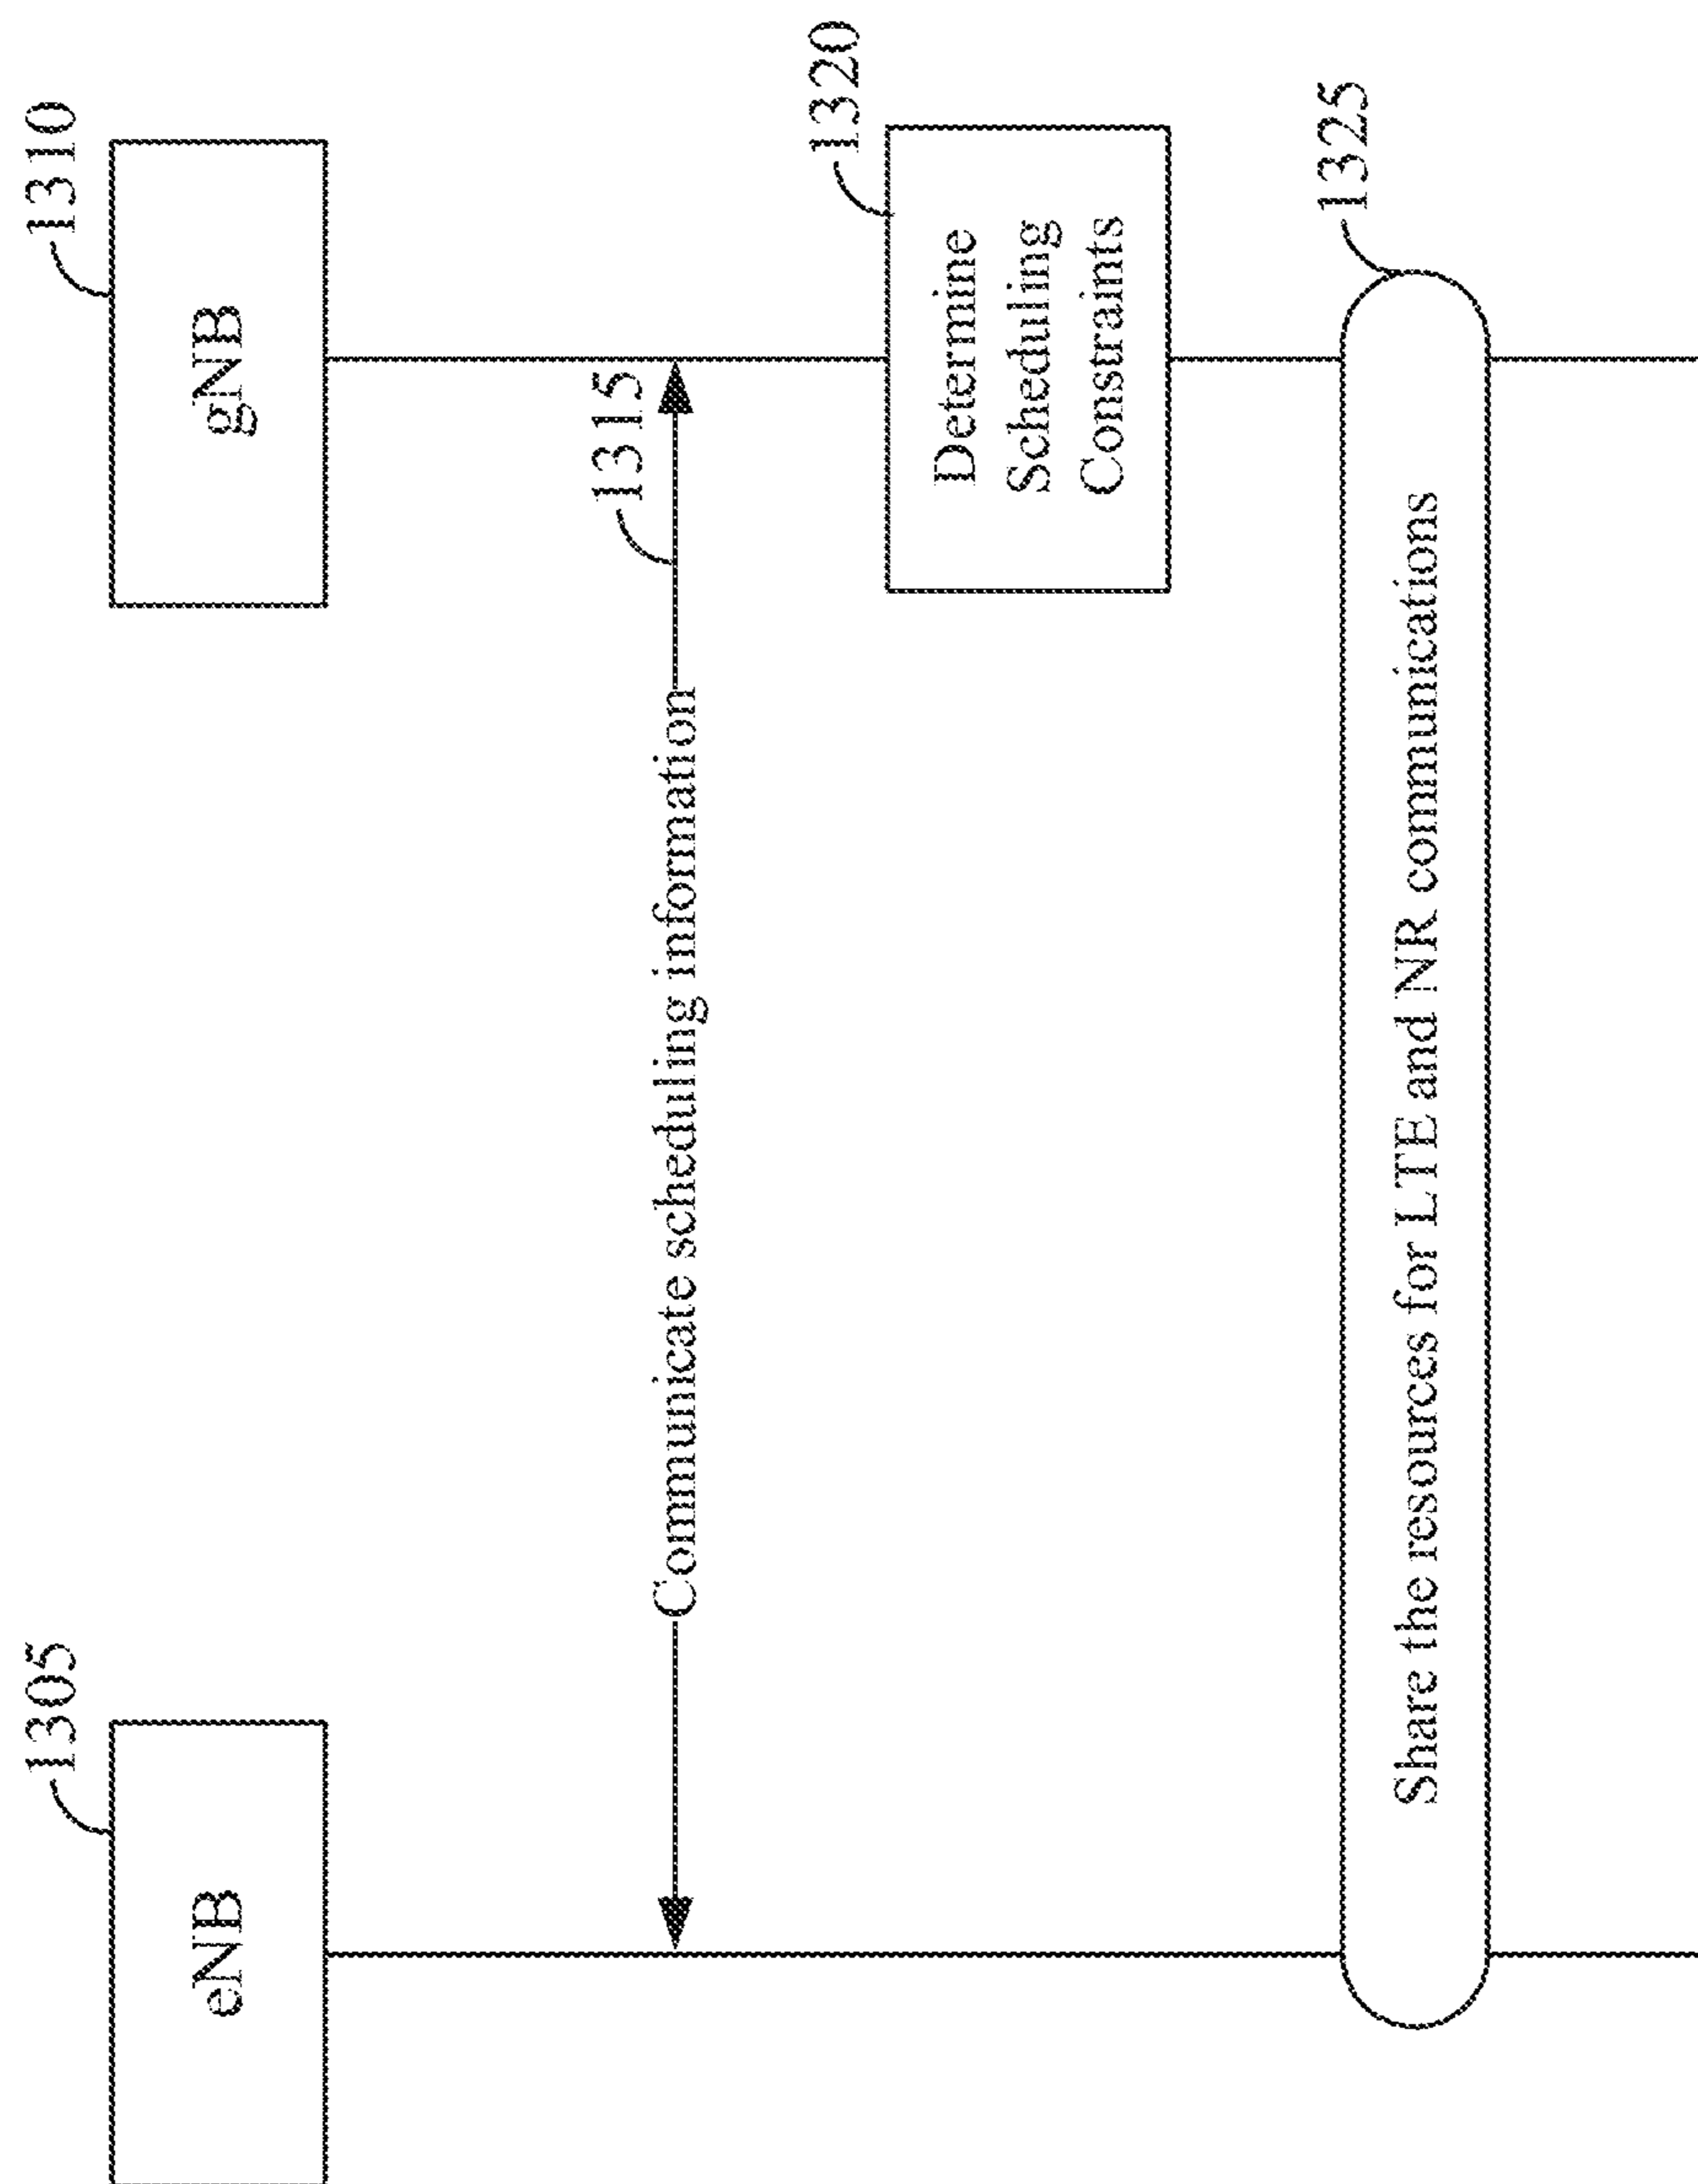 1305
eNB
1310
gNB
1315
Communicate scheduling information
1320
Determine
Scheduling
Constraints
1325
Share the resources for LTE and NR communications